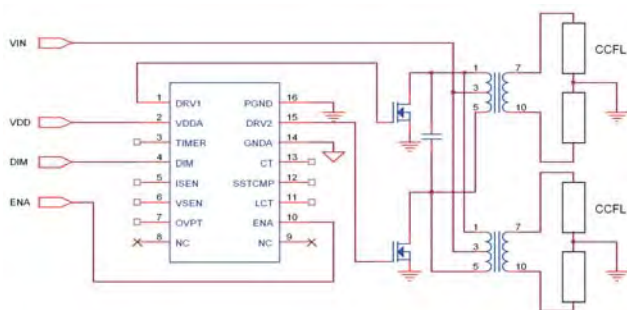 VIN
VDD
DIM
ENA
1 DRV1 PGND 16
2 VDDA DRV2 15
3 TIMER GNDA 14
4 DIM CT 13
5 ISEN SSTCMP 12
6 VSEN LCT 11
7 OVPT ENA 10
8 NC NC 9
1 7
3
5 10
CCFL
1 7
3
5 10
CCFL